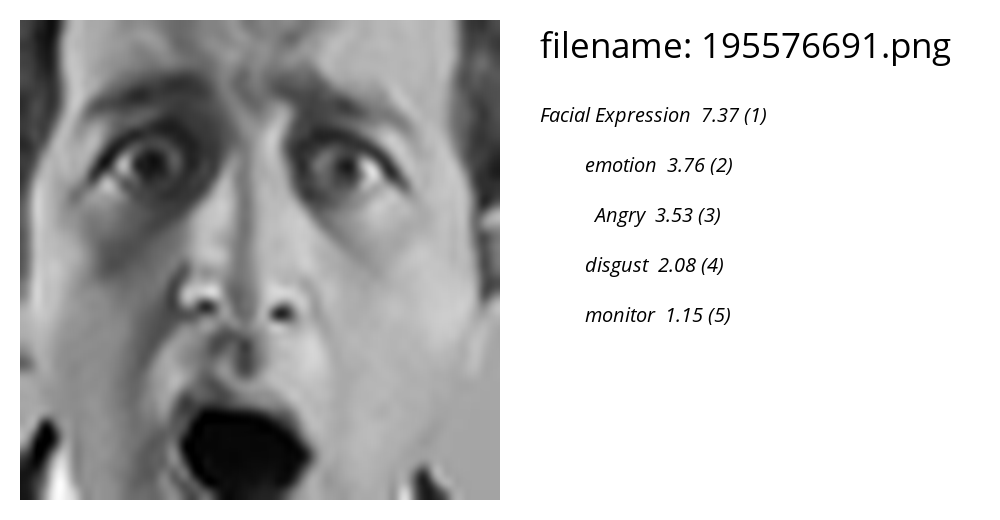 filename: 195576691.png
Facial Expression 7.37 (1)
emotion 3.76 (2)
Angry 3.53 (3)
disgust 2.08 (4)
monitor 1.15 (5)